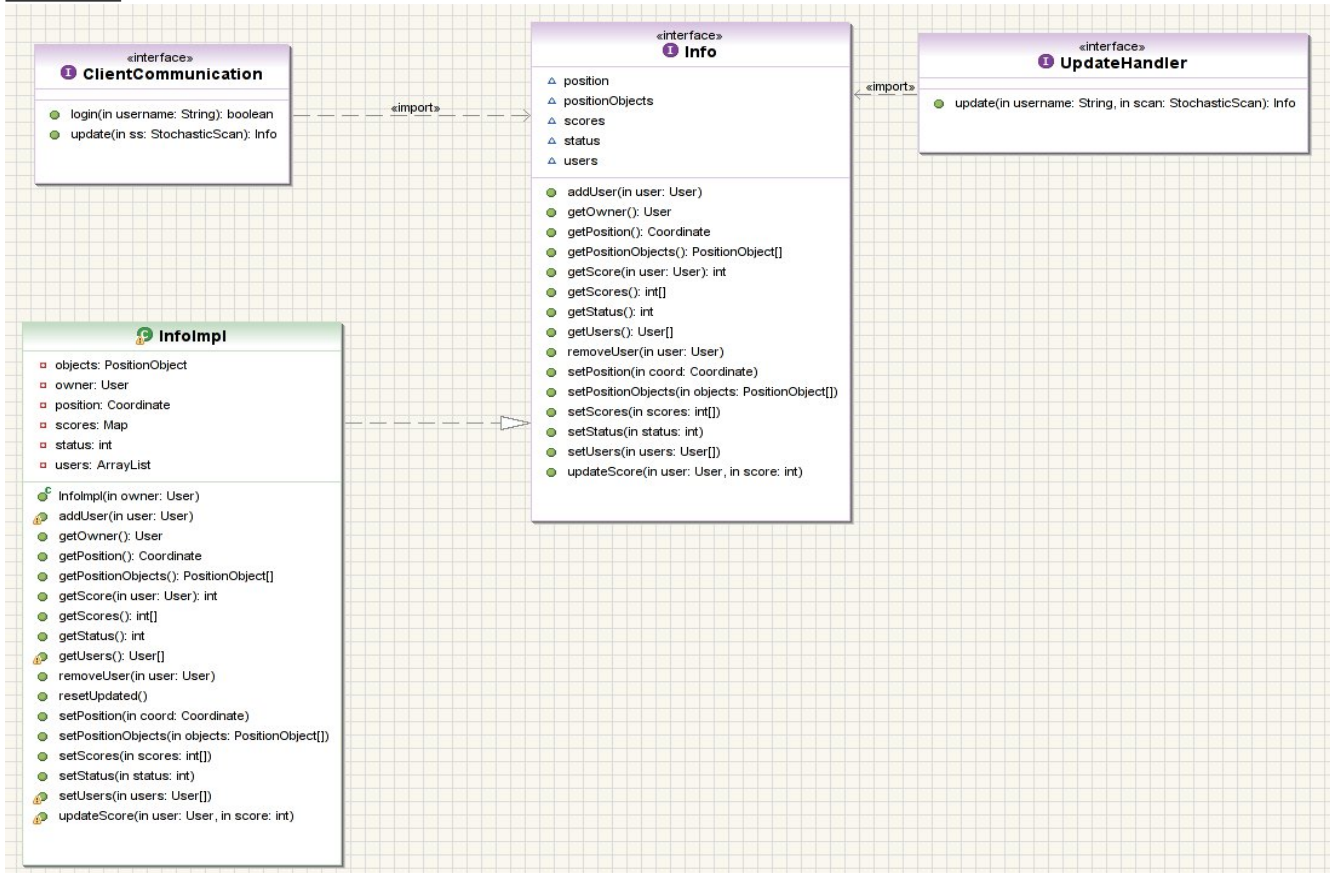 «interface»
ClientCommunication
login(in username: String): boolean
update(in ss: StochasticScan): Info
«import»
«interface»
Info
position
positionObjects
scores
status
users
addUser(in user: User)
getOwner(): User
getPosition(): Coordinate
getPositionObjects(): PositionObject[]
getScore(in user: User): int
getScores(): int[]
getStatus(): int
getUsers(): User[]
removeUser(in user: User)
setPosition(in coord: Coordinate)
setPositionObjects(in objects: PositionObject[])
setScores(in scores: int[])
setStatus(in status: int)
setUsers(in users: User[])
updateScore(in user: User, in score: int)
«import»
«interface»
UpdateHandler
update(in username: String, in scan: StochasticScan): Info
InfoImpl
objects: PositionObject
owner: User
position: Coordinate
scores: Map
status: int
users: ArrayList
InfoImpl(in owner: User)
addUser(in user: User)
getOwner(): User
getPosition(): Coordinate
getPositionObjects(): PositionObject[]
getScore(in user: User): int
getScores(): int[]
getStatus(): int
getUsers(): User[]
removeUser(in user: User)
resetUpdated()
setPosition(in coord: Coordinate)
setPositionObjects(in objects: PositionObject[])
setScores(in scores: int[])
setStatus(in status: int)
setUsers(in users: User[])
updateScore(in user: User, in score: int)